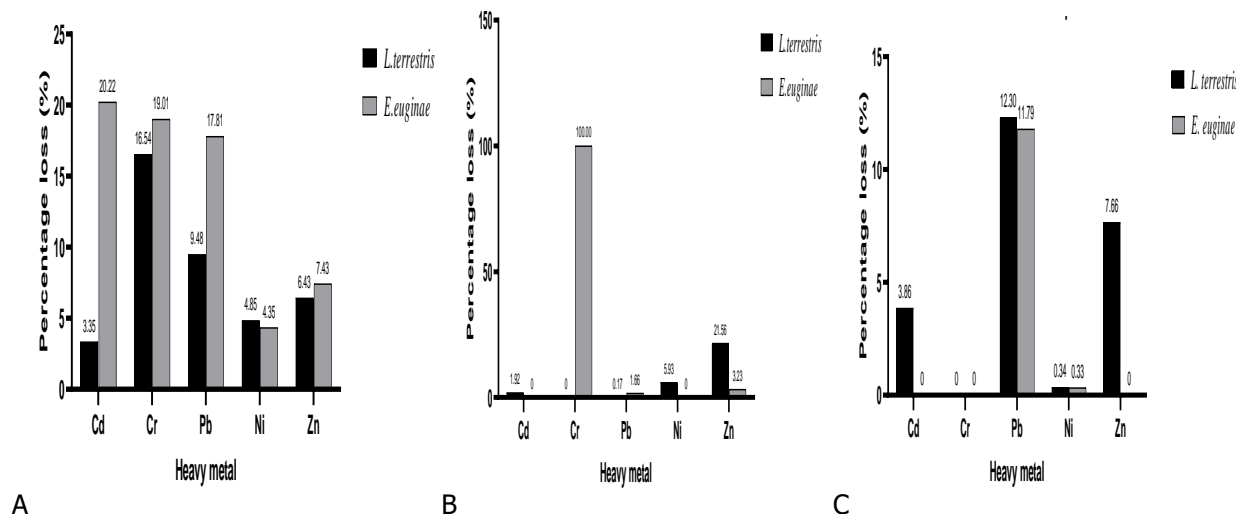 25
20
15
10
5
0
Percentage loss (%)
3.35
20.22
16.54
19.01
9.48
17.81
4.85
4.35
6.43
7.43
Cd Cr Pb Ni Zn
Heavy metal
L.terrestris
E.euginae
A
150
100
50
0
Percentage loss (%)
1.92
0
0
100.00
0.17
1.66
5.93
0
21.56
3.23
Cd Cr Pb Ni Zn
Heavy metal
L.terrestris
E.euginae
B
15
10
5
0
Percentage loss (%)
3.86
0
0
0
12.30
11.79
0.34
0.33
7.66
0
Cd Cr Pb Ni Zn
Heavy metal
L. terrestris
E. euginae
C